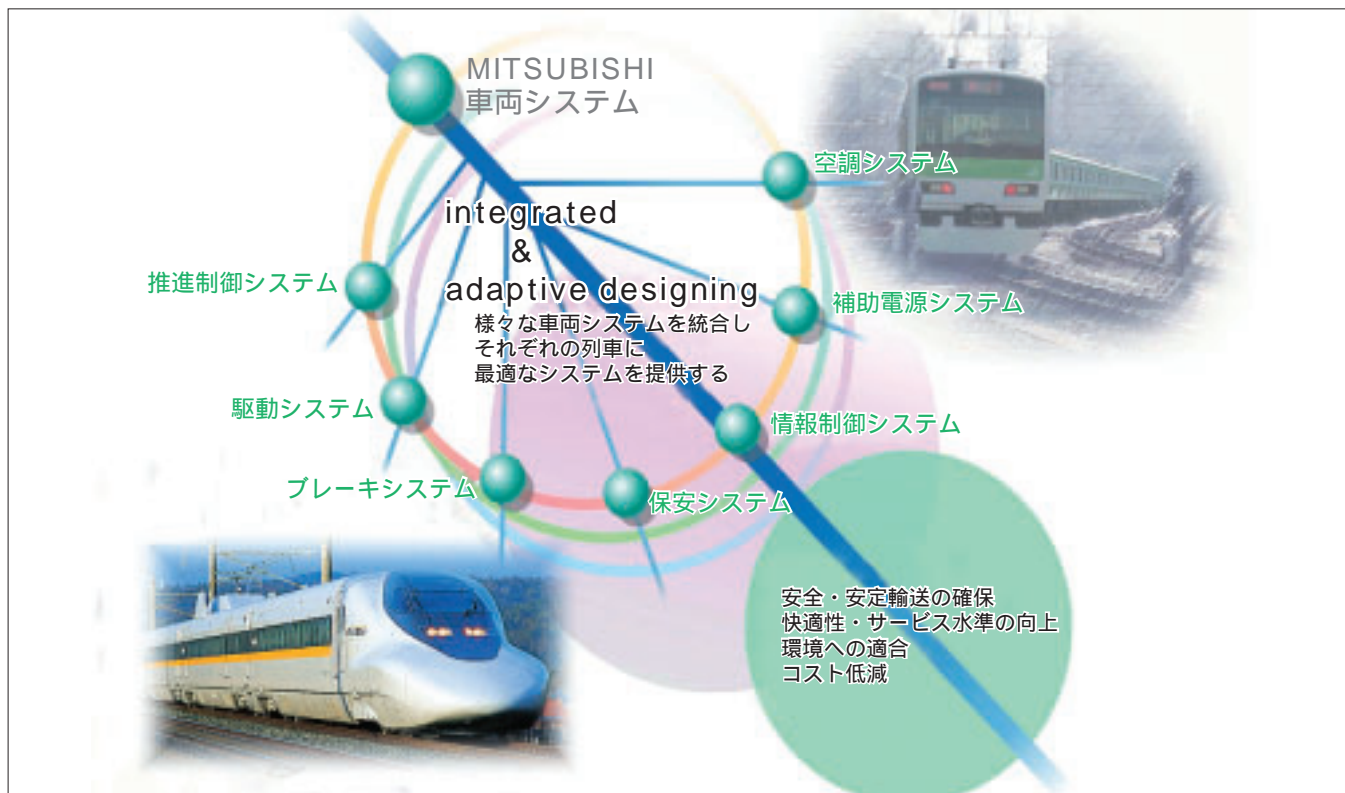 MITSUBISHI
車両システム
空調システム
integrated
&
adaptive designing
様々な車両システムを統合し
それぞれの列車に
最適なシステムを提供する
推進制御システム
補助電源システム
駆動システム
情報制御システム
ブレーキシステム
保安システム
安全・安定輸送の確保
快適性・サービス水準の向上
環境への適合
コスト低減